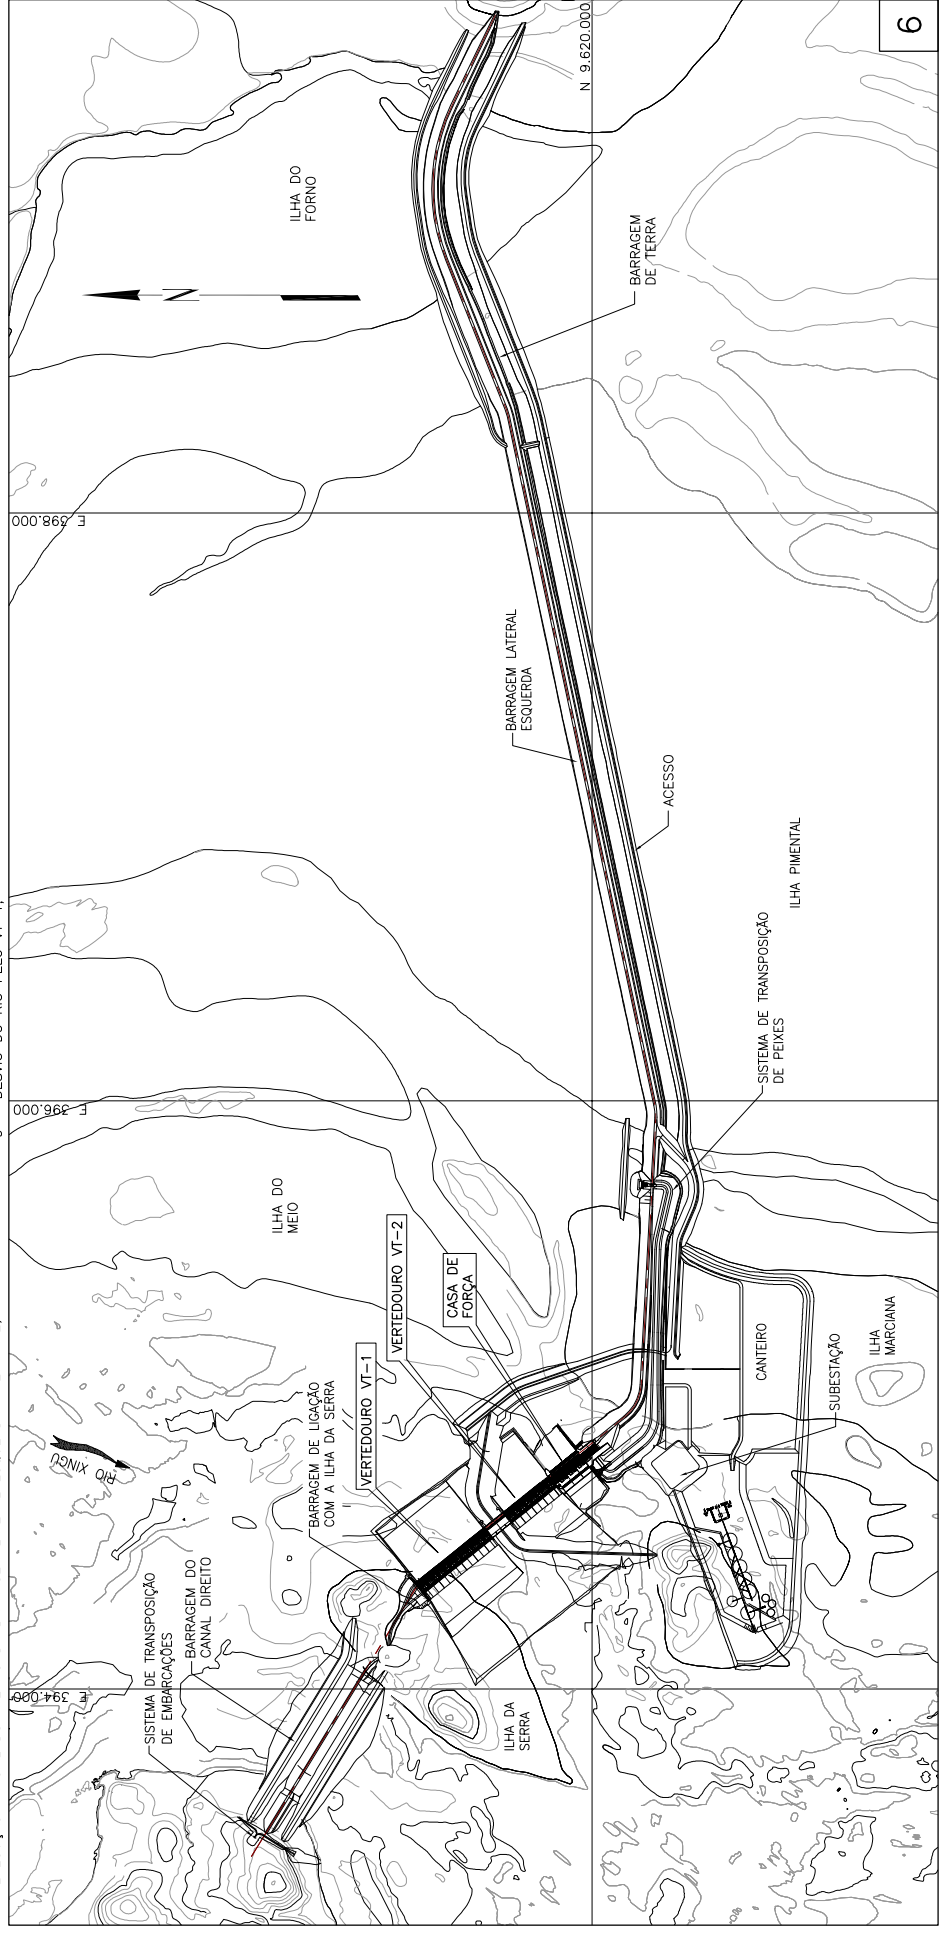 SISTEMA DE TRANSPOSIÇÃO
DE EMBARCAÇÕES
BARRAGEM DO
CANAL DIREITO
RIO XINGU
BARRAGEM DE LIGAÇÃO
COM A ILHA DA SERRA
VERTEDOURO VT-1
VERTEDOURO VT-2
CASA DE
FORÇA
ILHA DO
MEIO
ILHA DO
FORNO
E 394.000
E 396.000
E 398.000
N 9.620.000
BARRAGEM LATERAL
ESQUERDA
BARRAGEM
DE TERRA
ACESSO
ILHA PIMENTAL
SISTEMA DE TRANSPOSIÇÃO
DE PEIXES
ILHA DA
SERRA
CANTEIRO
SUBESTAÇÃO
ILHA
MARCIANA
N
6